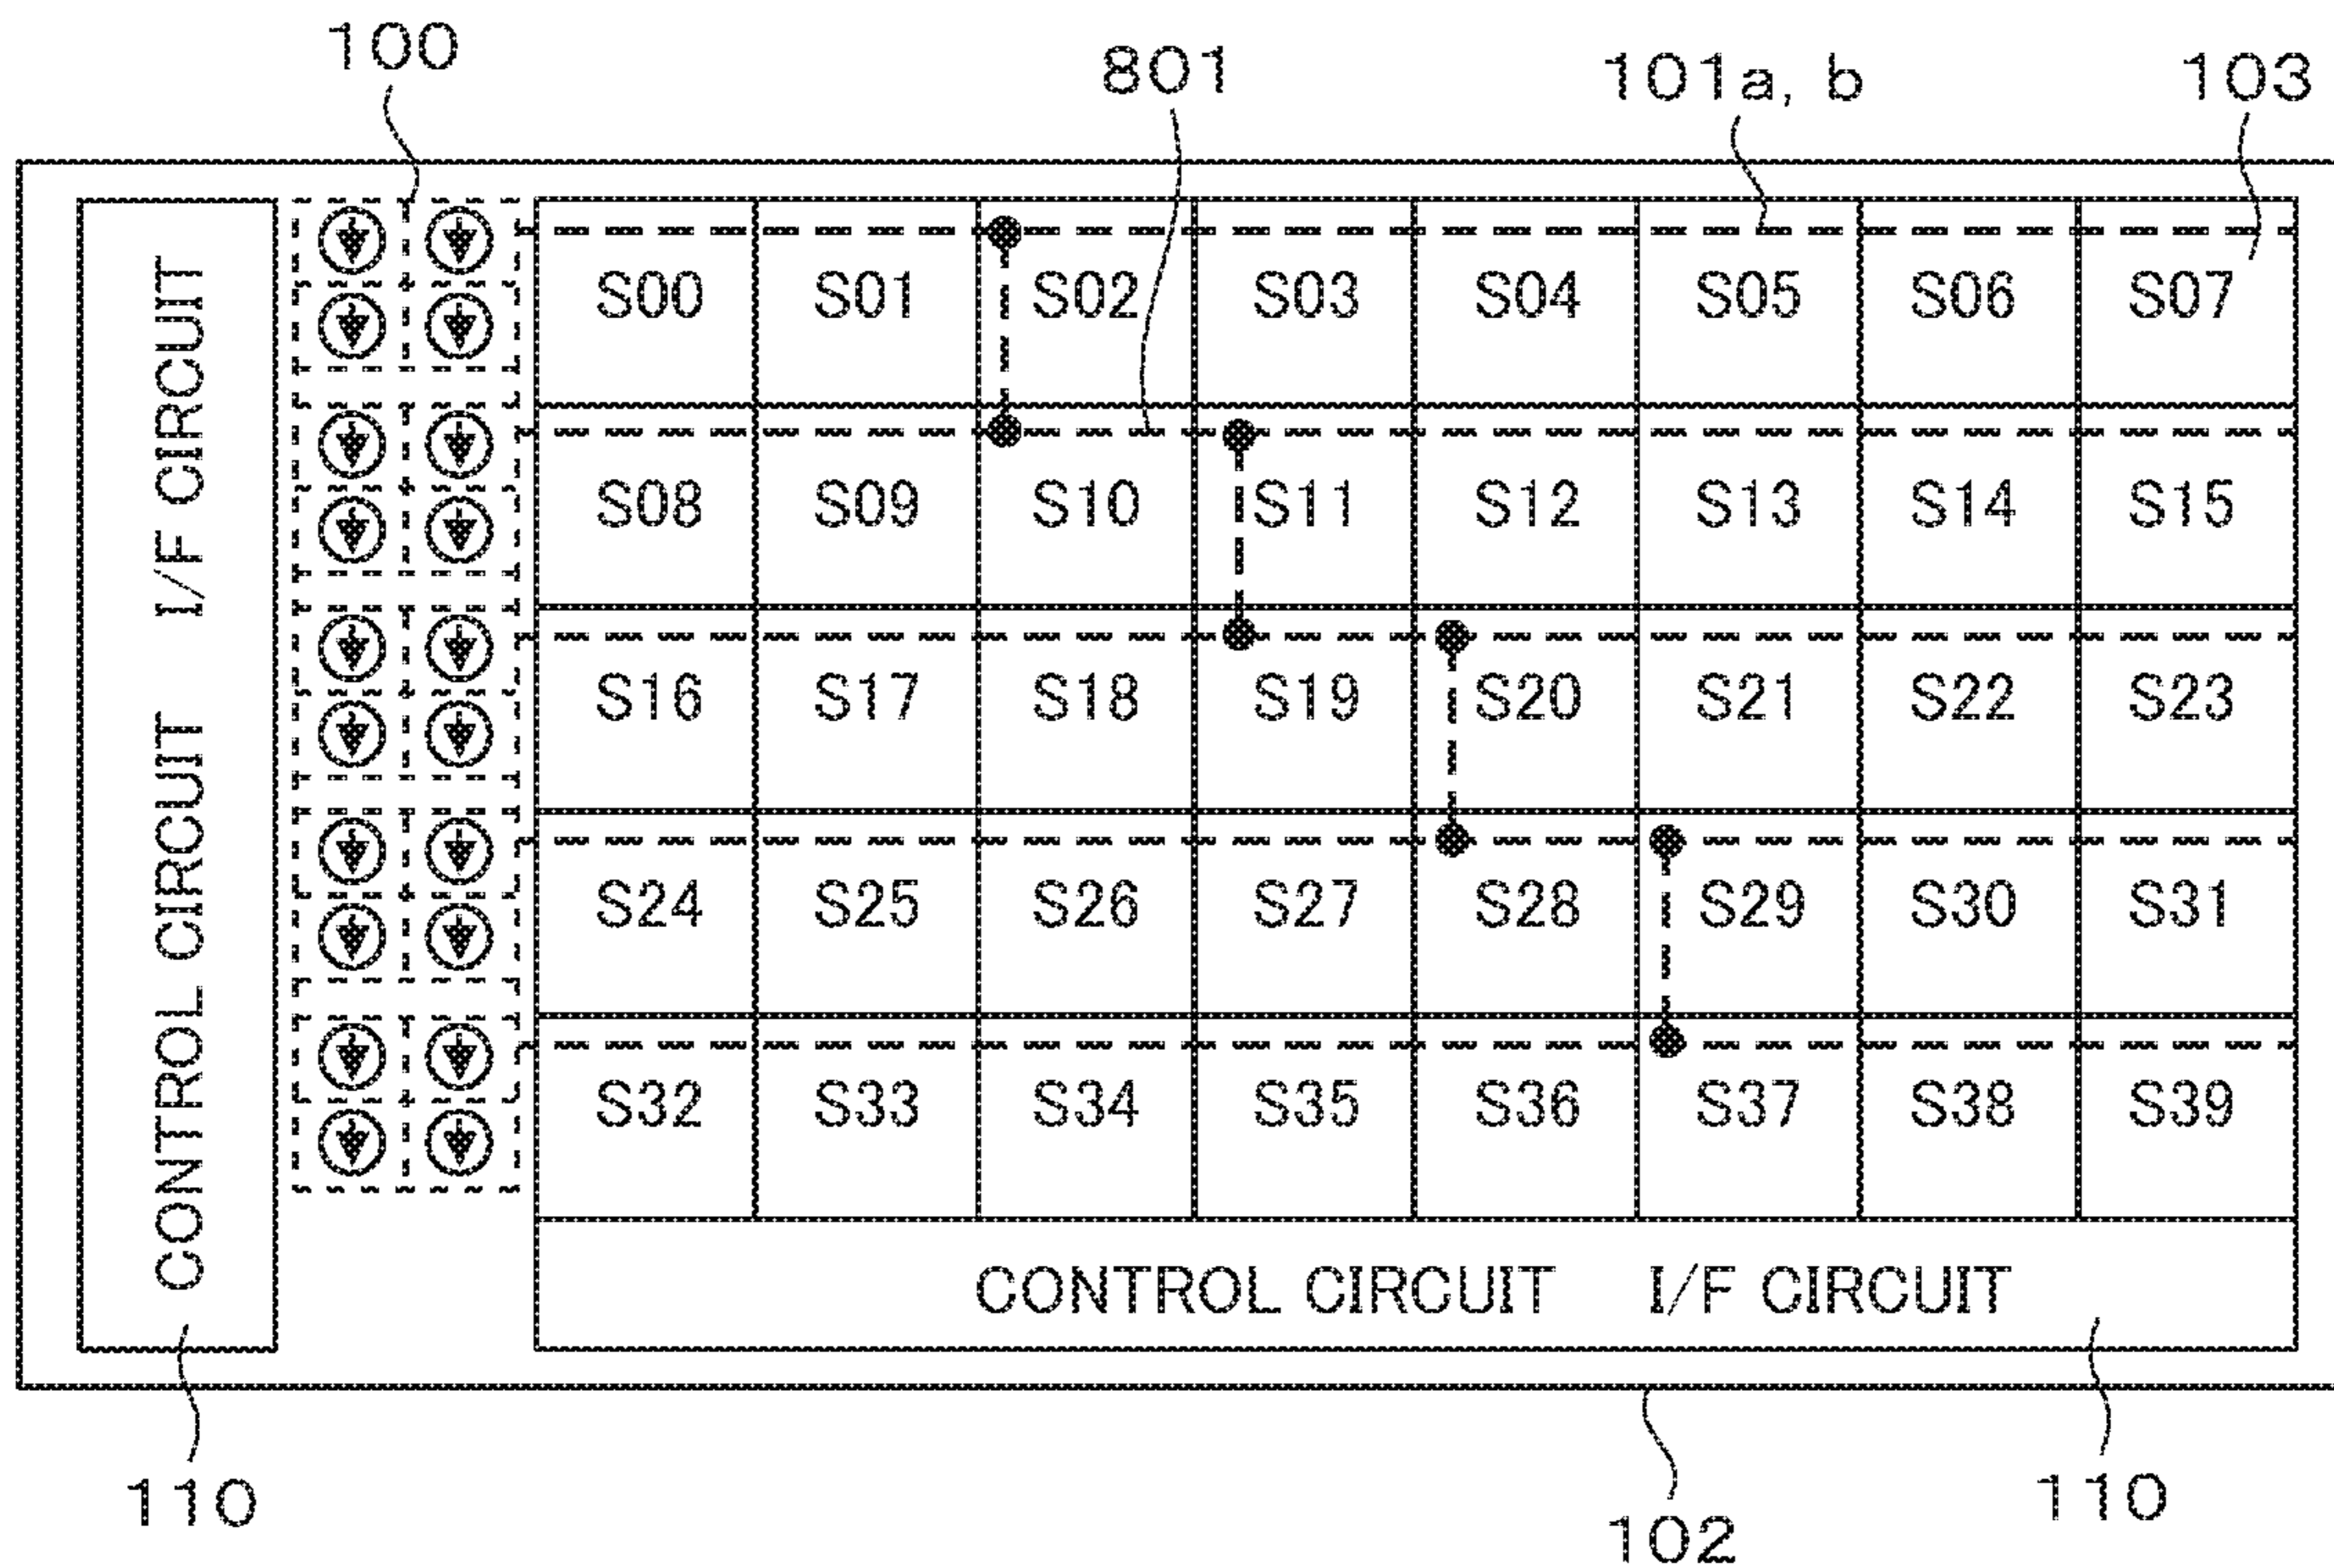 100 801 101a, b 103
CONTROL CIRCUIT I/F CIRCUIT
S00 S01 S02 S03 S04 S05 S06 S07
S08 S09 S10 S11 S12 S13 S14 S15
S16 S17 S18 S19 S20 S21 S22 S23
S24 S25 S26 S27 S28 S29 S30 S31
S32 S33 S34 S35 S36 S37 S38 S39
CONTROL CIRCUIT I/F CIRCUIT
110 102 110